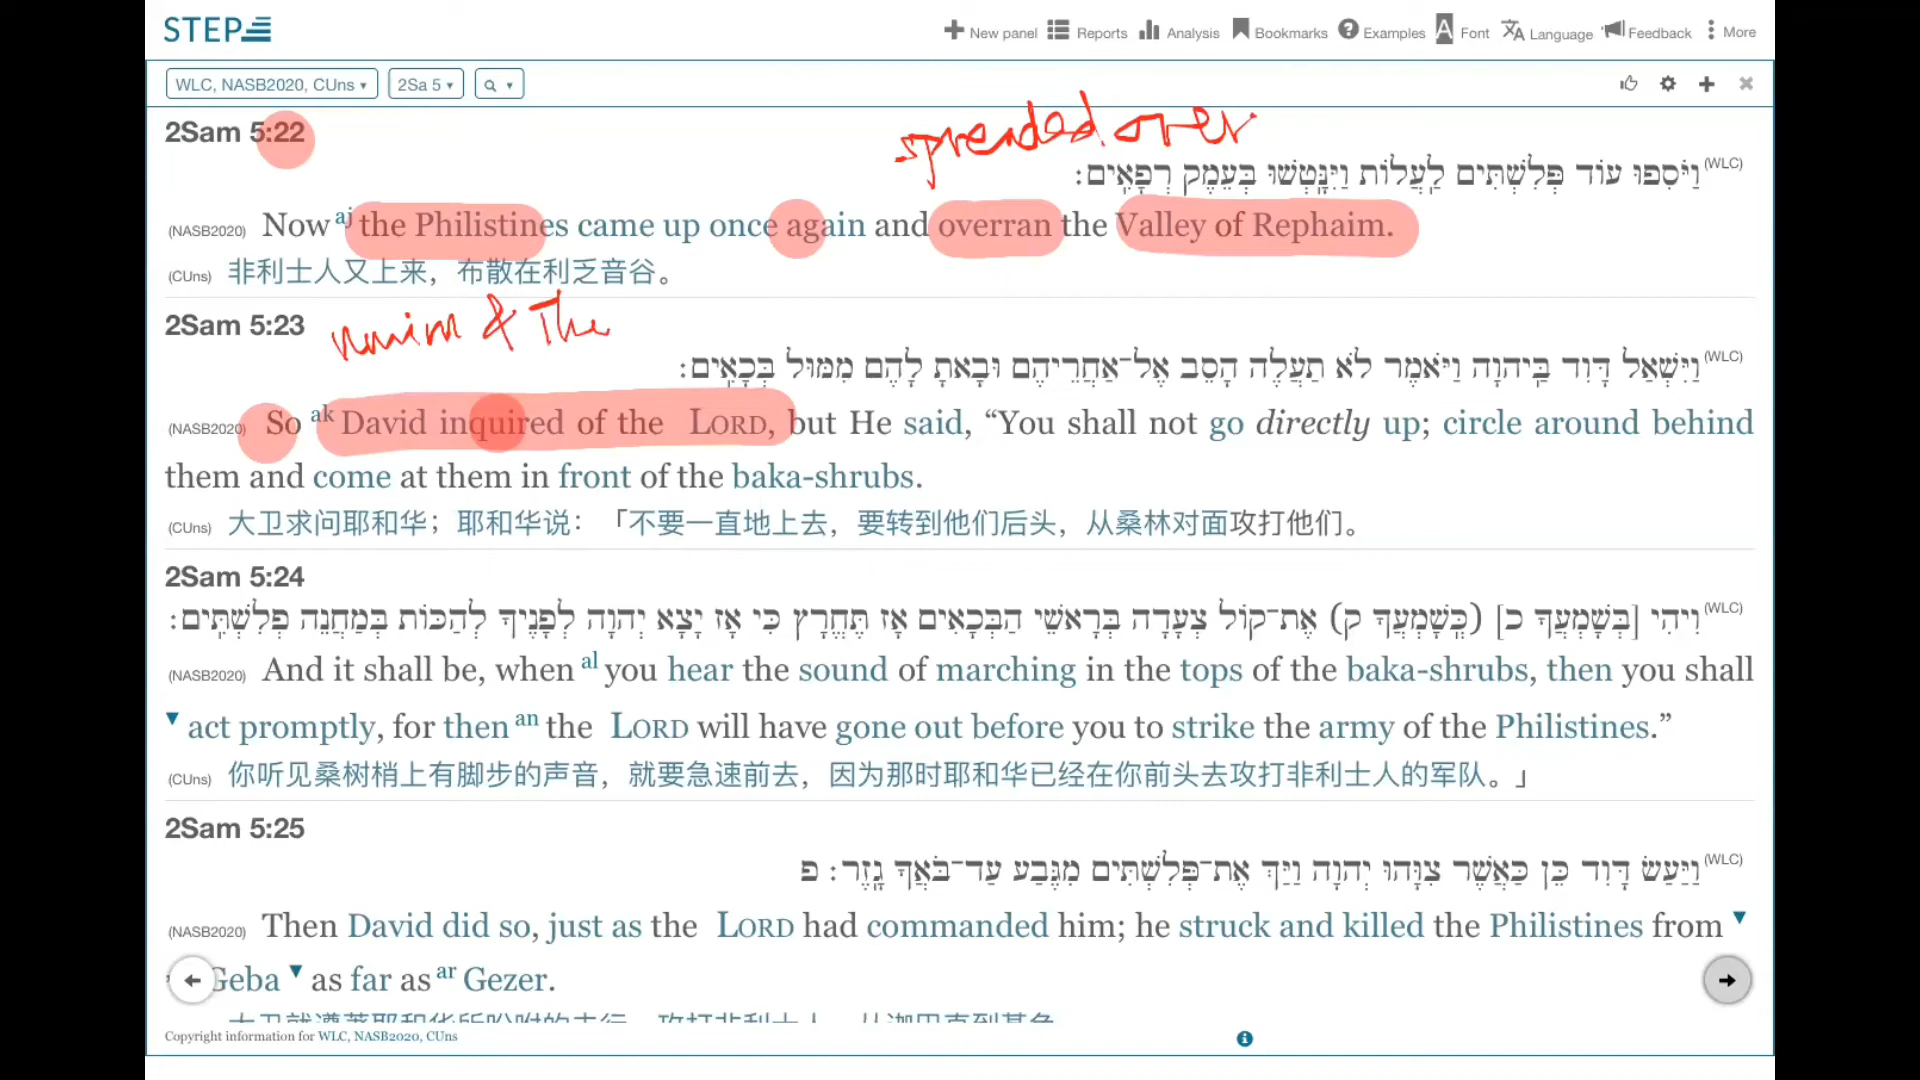 STEP
New panel Reports Analysis Bookmarks Examples Font Language Feedback More
WLC, NASB2020, CUns 2Sa 5
2Sam 5:22
spreaded over
וַיֹּסִפוּ עוֹד פְּלִשְׁתִּים לַעֲלוֹת וַיִּנָּטְשׁוּ בְּעֵמֶק רְפָאִים׃ (WLC)
(NASB2020) Now aj the Philistines came up once again and overran the Valley of Rephaim.
(CUns) 非利士人又上来，布散在利乏音谷。
2Sam 5:23
& The
וַיִּשְׁאַל דָּוִד בַּיהוָה וַיֹּאמֶר לֹא תַעֲלֶה הָסֵב אֶל־אַחֲרֵיהֶם וּבָאתָ לָהֶם מִמּוּל בְּכָאִים׃ (WLC)
(NASB2020) So ak David inquired of the LORD, but He said, “You shall not go directly up; circle around behind
them and come at them in front of the baka-shrubs.
(CUns) 大卫求问耶和华；耶和华说：「不要一直地上去，要转到他们后头，从桑林对面攻打他们。
2Sam 5:24
וִיהִי [בְּשָׁמְעֲךָ כ] (כְּשָׁמְעֲךָ ק) אֶת־קוֹל צְעָדָה בְּרָאשֵׁי הַבְּכָאִים אָז תֶּחֱרָץ כִּי אָז יָצָא יְהוָה לְפָנֶיךָ לְהַכּוֹת בְּמַחֲנֵה פְלִשְׁתִּים׃ (WLC)
(NASB2020) And it shall be, when al you hear the sound of marching in the tops of the baka-shrubs, then you shall
▼ act promptly, for then an the LORD will have gone out before you to strike the army of the Philistines.”
(CUns) 你听见桑树梢上有脚步的声音，就要急速前去，因为那时耶和华已经在你前头去攻打非利士人的军队。」
2Sam 5:25
וַיַּעַשׂ דָּוִד כֵּן כַּאֲשֶׁר צִוָּהוּ יְהוָה וַיַּךְ אֶת־פְּלִשְׁתִּים מִגֶּבַע עַד־בֹּאֲךָ גָזֶר׃ פ (WLC)
(NASB2020) Then David did so, just as the LORD had commanded him; he struck and killed the Philistines from ▼
Geba ▼ as far as ar Gezer.
Copyright information for WLC, NASB2020, CUns